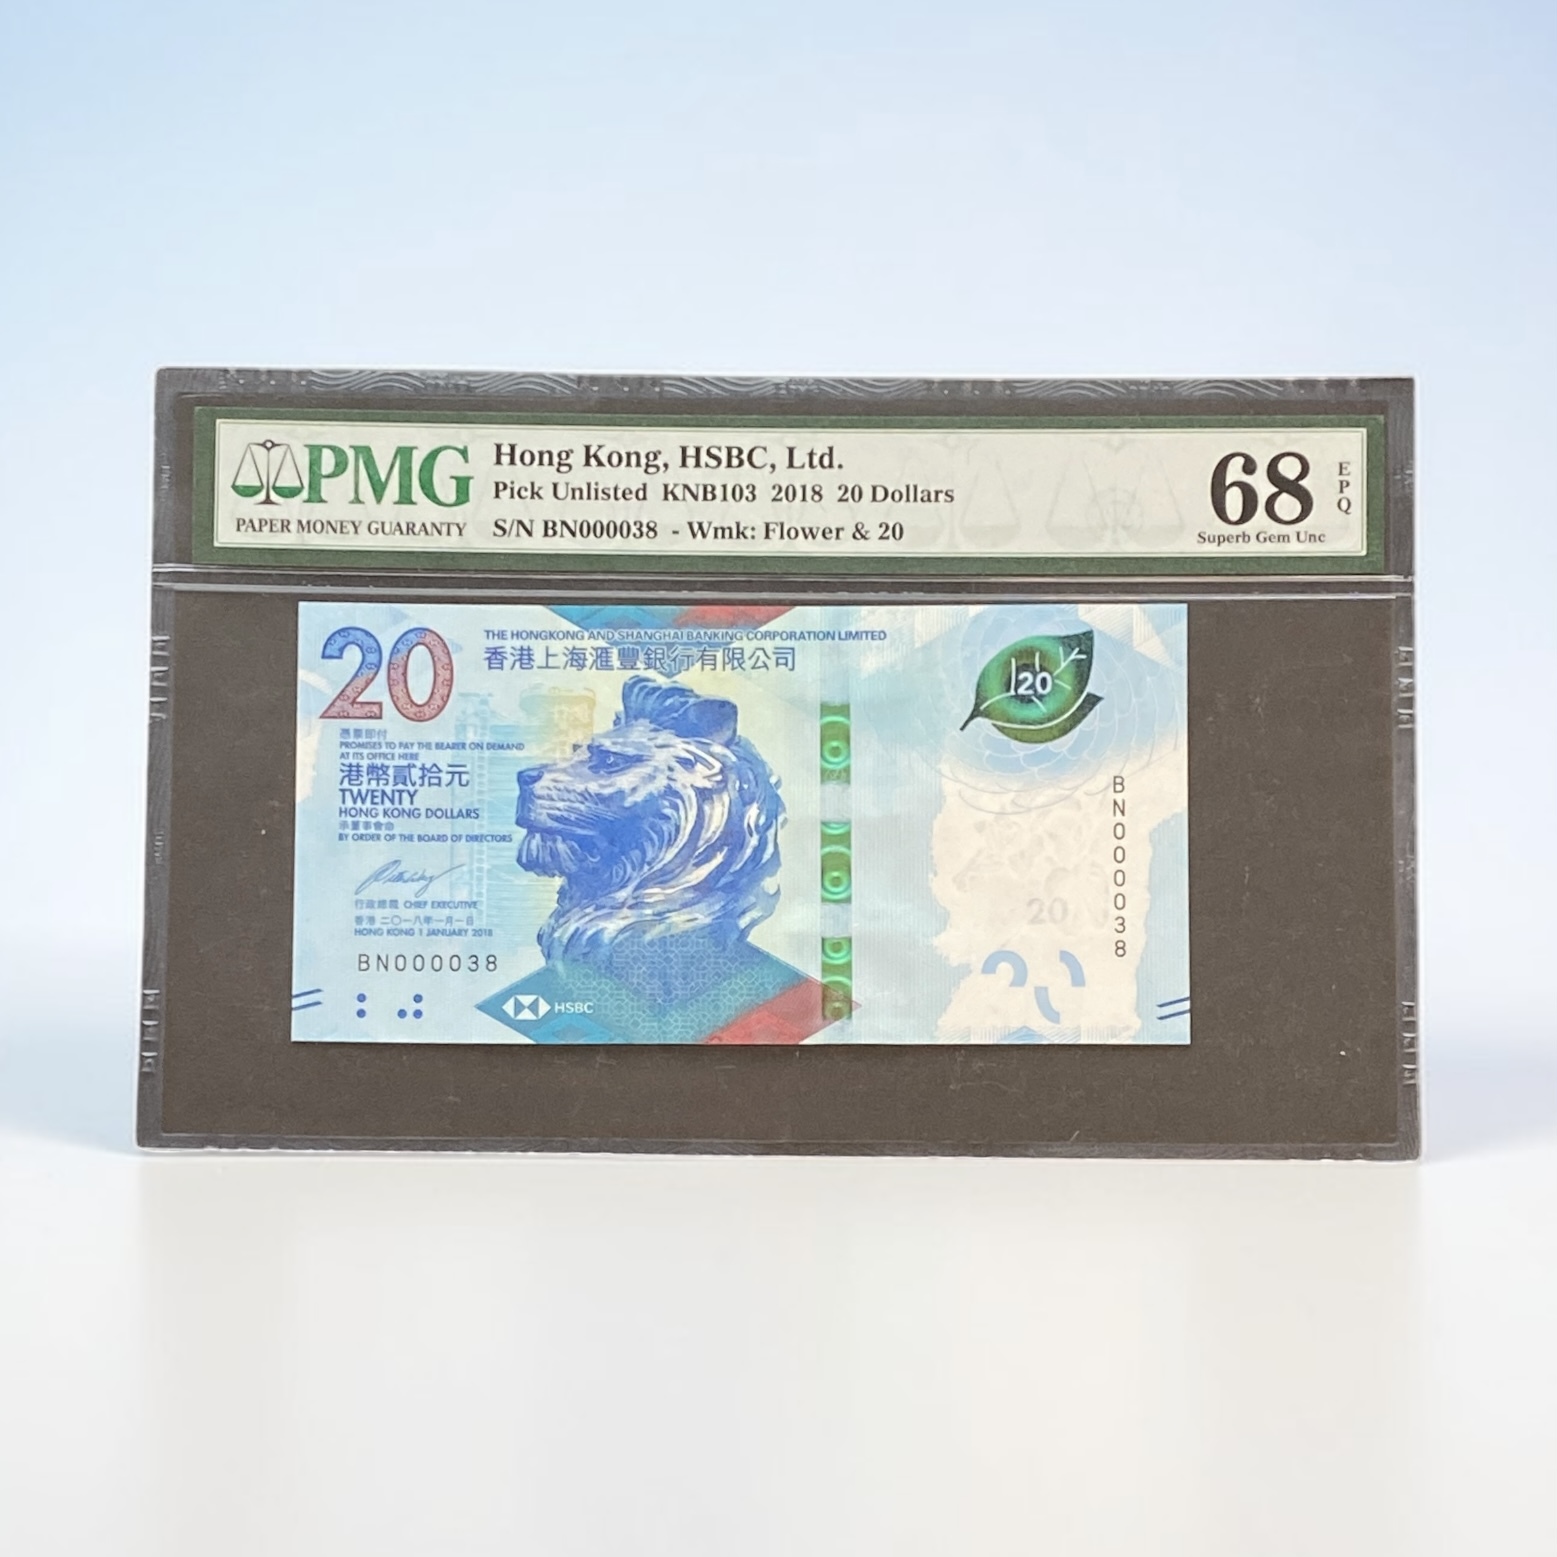 PMG
PAPER MONEY GUARANTY
Hong Kong, HSBC, Ltd.
Pick Unlisted KNB103 2018 20 Dollars
S/N BN000038 - Wmk: Flower & 20
68
EPQ
Superb Gem Unc
20
THE HONGKONG AND SHANGHAI BANKING CORPORATION LIMITED
香港上海滙豐銀行有限公司
20
憑票即付
PROMISES TO PAY THE BEARER ON DEMAND
AT ITS OFFICE HERE
港幣貳拾元
TWENTY
HONG KONG DOLLARS
承董事會命
BY ORDER OF THE BOARD OF DIRECTORS
行政總裁 CHIEF EXECUTIVE
香港 二〇一八年一月一日
HONG KONG 1 JANUARY 2018
BN000038
HSBC
BN000038
20